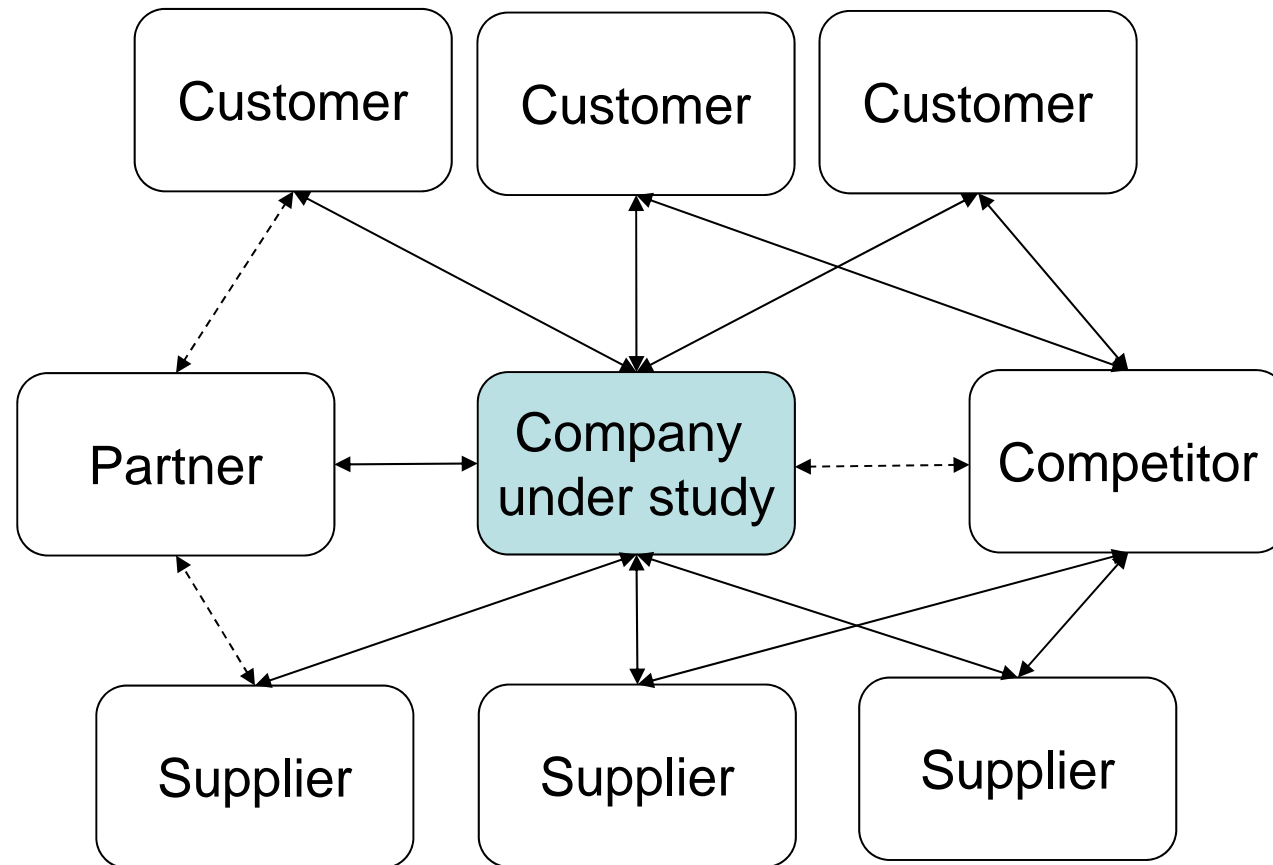 Customer
Customer
Customer
Partner
Company
under study
Competitor
Supplier
Supplier
Supplier